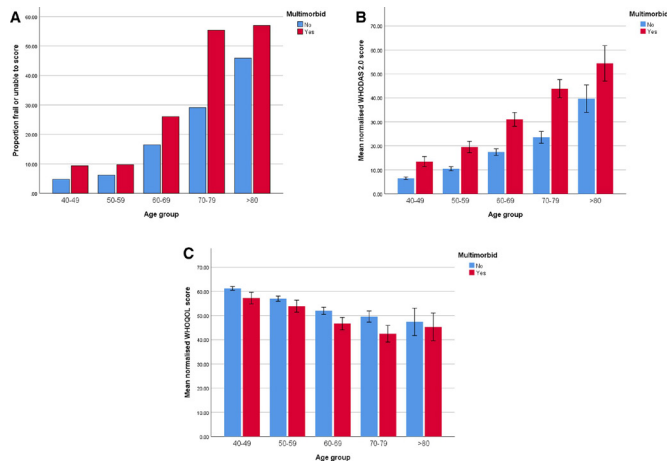 A
Multimorbid
No
Yes
Proportion frail or unable to score
60.00
50.00
40.00
30.00
20.00
10.00
.00
40-49 50-59 60-69 70-79 >80
Age group
B
Multimorbid
No
Yes
Mean normalised WHODAS 2.0 score
70.00
60.00
50.00
40.00
30.00
20.00
10.00
.00
40-49 50-59 60-69 70-79 >80
Age group
C
Multimorbid
No
Yes
Mean normalised WHOQOL score
70.00
60.00
50.00
40.00
30.00
20.00
10.00
.00
40-49 50-59 60-69 70-79 >80
Age group